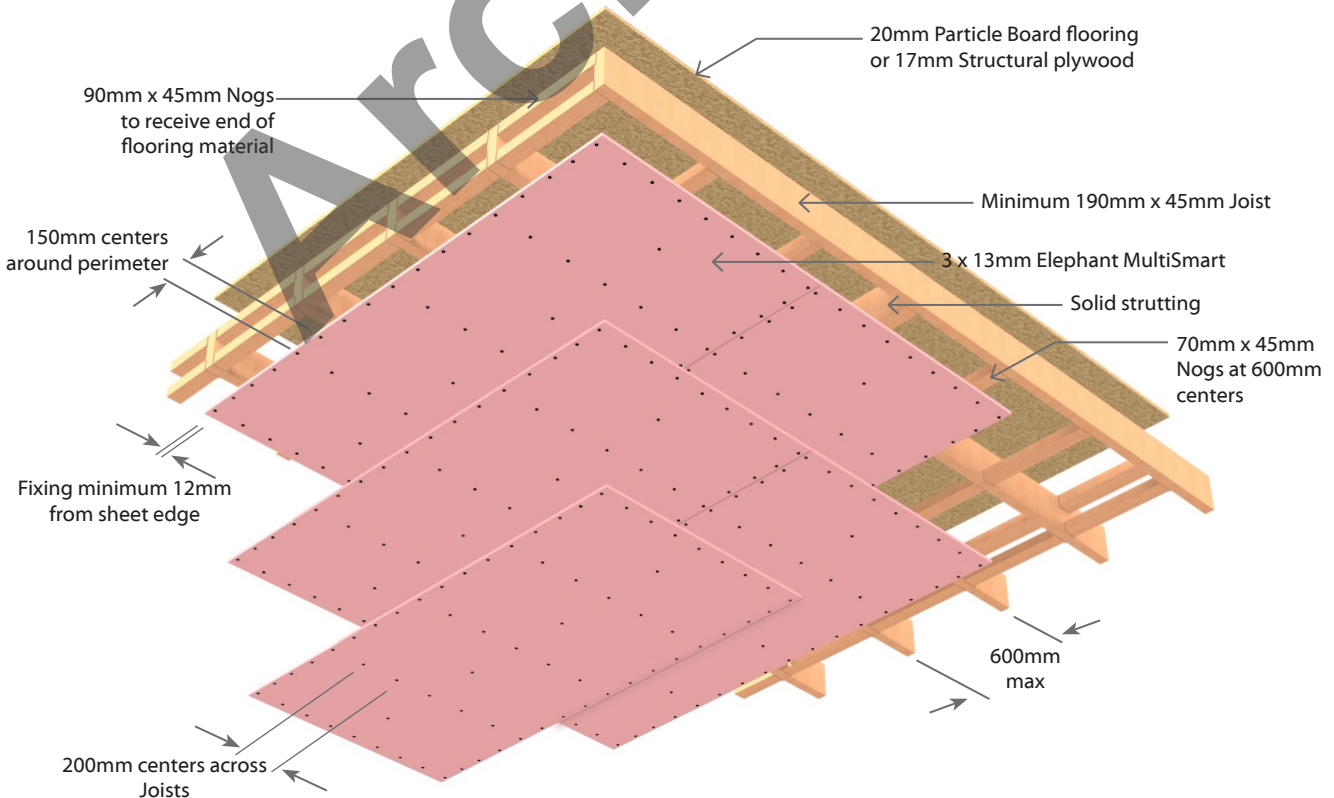 20mm Particle Board flooring
or 17mm Structural plywood
90mm x 45mm Nogs
to receive end of
flooring material
Minimum 190mm x 45mm Joist
150mm centers
around perimeter
3 x 13mm Elephant MultiSmart
Solid strutting
70mm x 45mm
Nogs at 600mm
centers
Fixing minimum 12mm
from sheet edge
600mm
max
200mm centers across
Joists
Arc